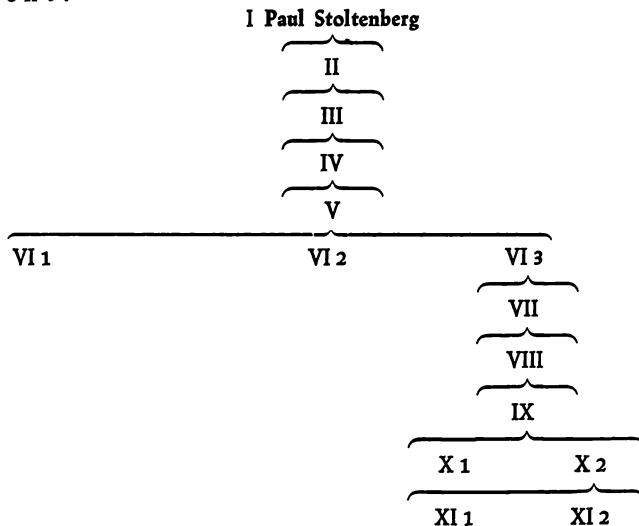 I Paul Stoltenberg
II
III
IV
V
VI 1 VI 2 VI 3
VII
VIII
IX
X 1 X 2
XI 1 XI 2